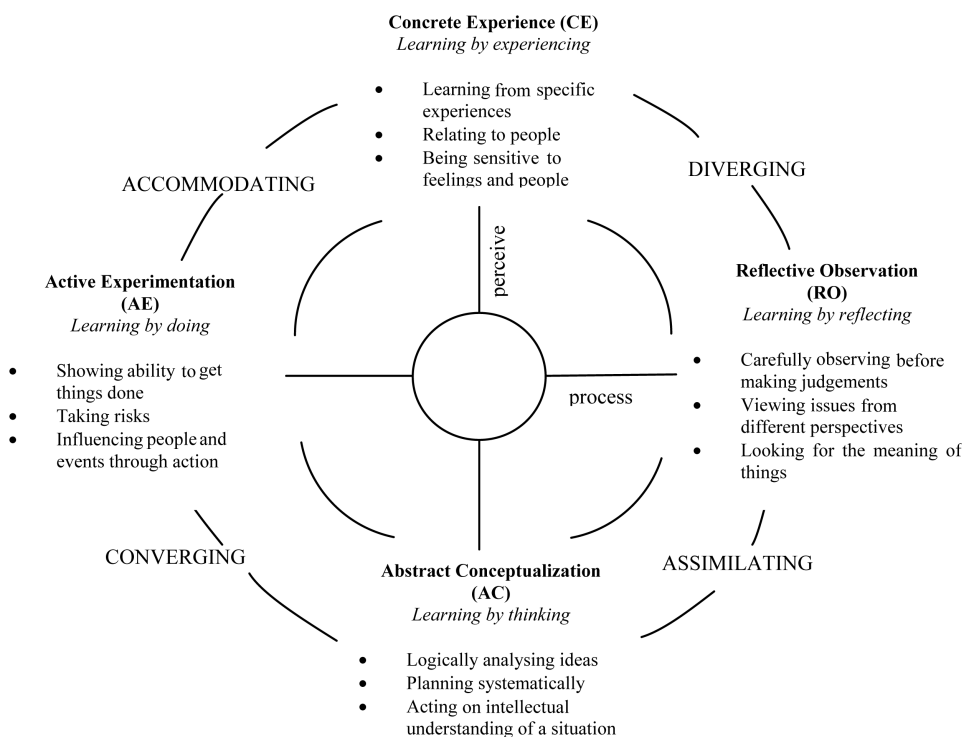 Concrete Experience (CE)
Learning by experiencing
• Learning from specific
experiences
• Relating to people
• Being sensitive to
feelings and people
ACCOMMODATING
DIVERGING
perceive
Active Experimentation
(AE)
Learning by doing
• Showing ability to get
things done
• Taking risks
• Influencing people and
events through action
process
Reflective Observation
(RO)
Learning by reflecting
• Carefully observing before
making judgements
• Viewing issues from
different perspectives
• Looking for the meaning of
things
CONVERGING
ASSIMILATING
Abstract Conceptualization
(AC)
Learning by thinking
• Logically analysing ideas
• Planning systematically
• Acting on intellectual
understanding of a situation